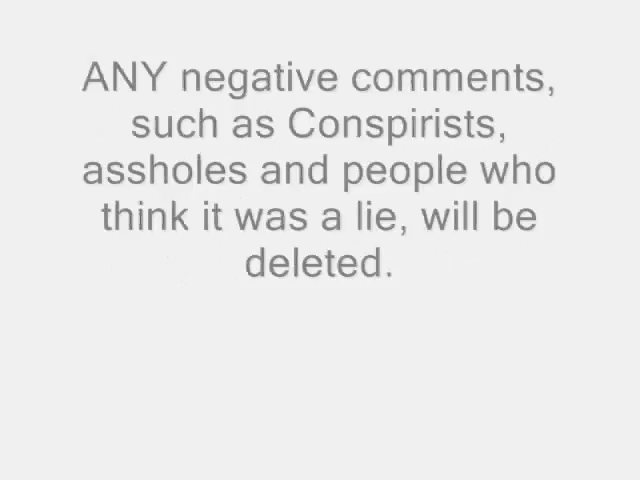 ANY negative comments,
such as Conspirists,
assholes and people who
think it was a lie, will be
deleted.